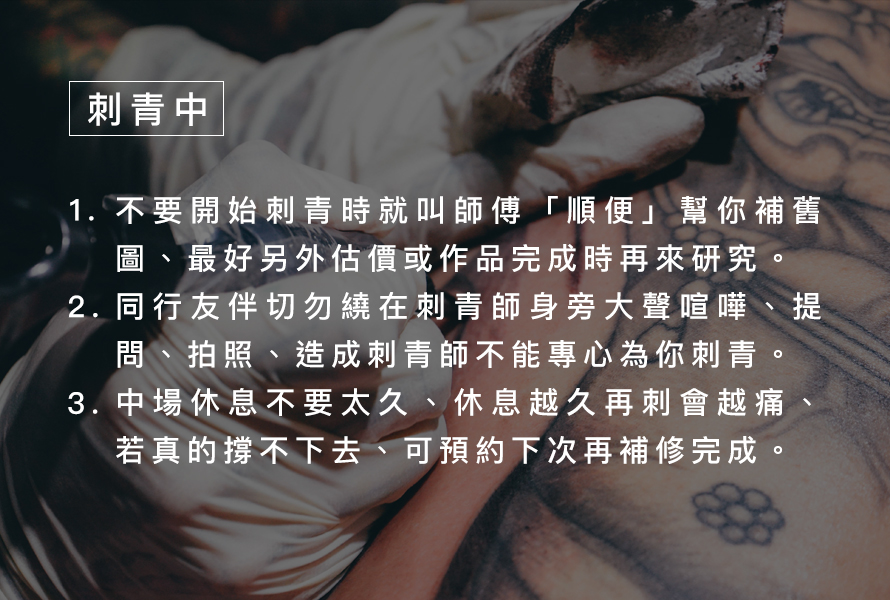 刺青中
1. 不要開始刺青時就叫師傅「順便」幫你補舊
圖、最好另外估價或作品完成時再來研究。
2. 同行友伴切勿繞在刺青師身旁大聲喧嘩、提
問、拍照、造成刺青師不能專心為你刺青。
3. 中場休息不要太久、休息越久再刺會越痛、
若真的撐不下去、可預約下次再補修完成。